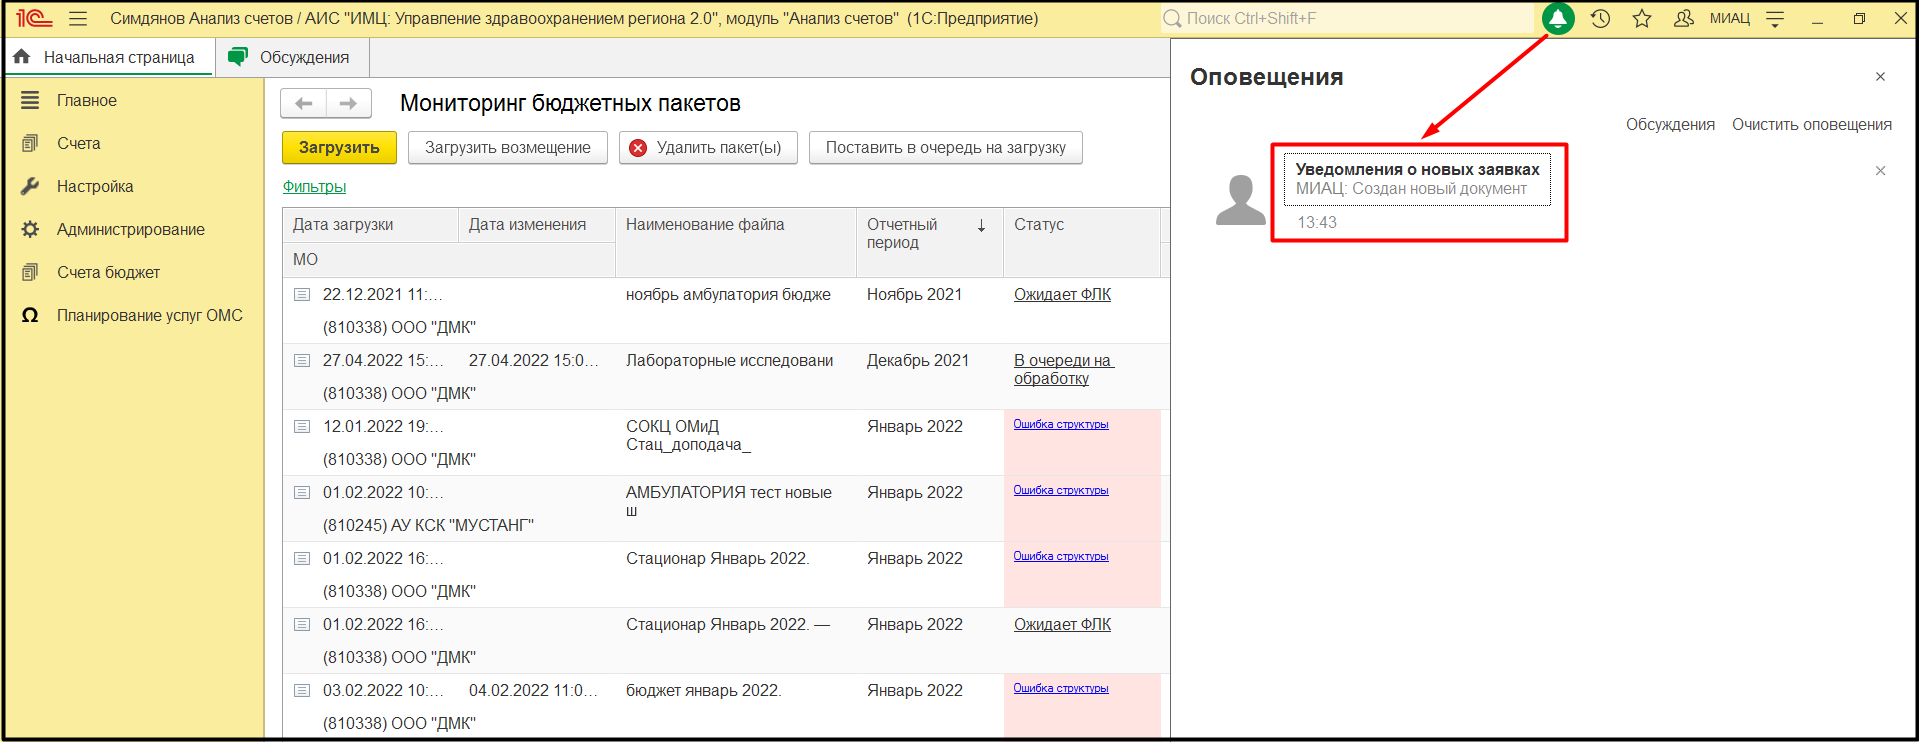 1С Симдянов Анализ счетов / АИС "ИМЦ: Управление здравоохранением региона 2.0", модуль "Анализ счетов" (1С:Предприятие)
Поиск Ctrl+Shift+F
МИАЦ
Начальная страница
Обсуждения
Главное
Счета
Настройка
Администрирование
Счета бюджет
Планирование услуг ОМС
Мониторинг бюджетных пакетов
Загрузить
Загрузить возмещение
Удалить пакет(ы)
Поставить в очередь на загрузку
Фильтры
Дата загрузки Дата изменения Наименование файла Отчетный период ↓ Статус
МО
22.12.2021 11:... ноябрь амбулатория бюдже Ноябрь 2021 Ожидает ФЛК
(810338) ООО "ДМК"
27.04.2022 15:... 27.04.2022 15:0... Лабораторные исследовани Декабрь 2021 В очереди на
обработку
(810338) ООО "ДМК"
12.01.2022 19:... СОКЦ ОМиД Январь 2022 Ошибка структуры
Стац_доподача_
(810338) ООО "ДМК"
01.02.2022 10:... АМБУЛАТОРИЯ тест новые Январь 2022 Ошибка структуры
ш
(810245) АУ КСК "МУСТАНГ"
01.02.2022 16:... Стационар Январь 2022. Январь 2022 Ошибка структуры
(810338) ООО "ДМК"
01.02.2022 16:... Стационар Январь 2022. — Январь 2022 Ожидает ФЛК
(810338) ООО "ДМК"
03.02.2022 10:... 04.02.2022 11:0... бюджет январь 2022. Январь 2022 Ошибка структуры
(810338) ООО "ДМК"
Оповещения
Обсуждения Очистить оповещения
Уведомления о новых заявках
МИАЦ: Создан новый документ
13:43